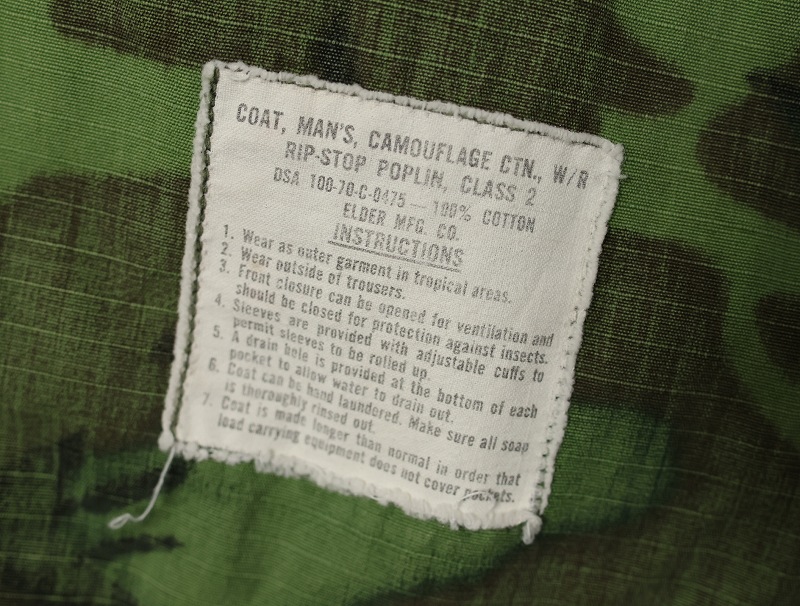 COAT, MAN'S, CAMOUFLAGE CTN., W/R
RIP-STOP POPLIN, CLASS 2
DSA 100-70-C-0475 — 100% COTTON
ELDER MFG. CO.
INSTRUCTIONS
1. Wear as outer garment in tropical areas.
2. Wear outside of trousers.
3. Front closure can be opened for ventilation and
should be closed for protection against insects.
4. Sleeves are provided with adjustable cuffs to
permit sleeves to be rolled up.
5. A drain hole is provided at the bottom of each
pocket to allow water to drain out.
6. Coat can be hand laundered. Make sure all soap
is thoroughly rinsed out.
7. Coat is made longer than normal in order that
load carrying equipment does not cover pockets.